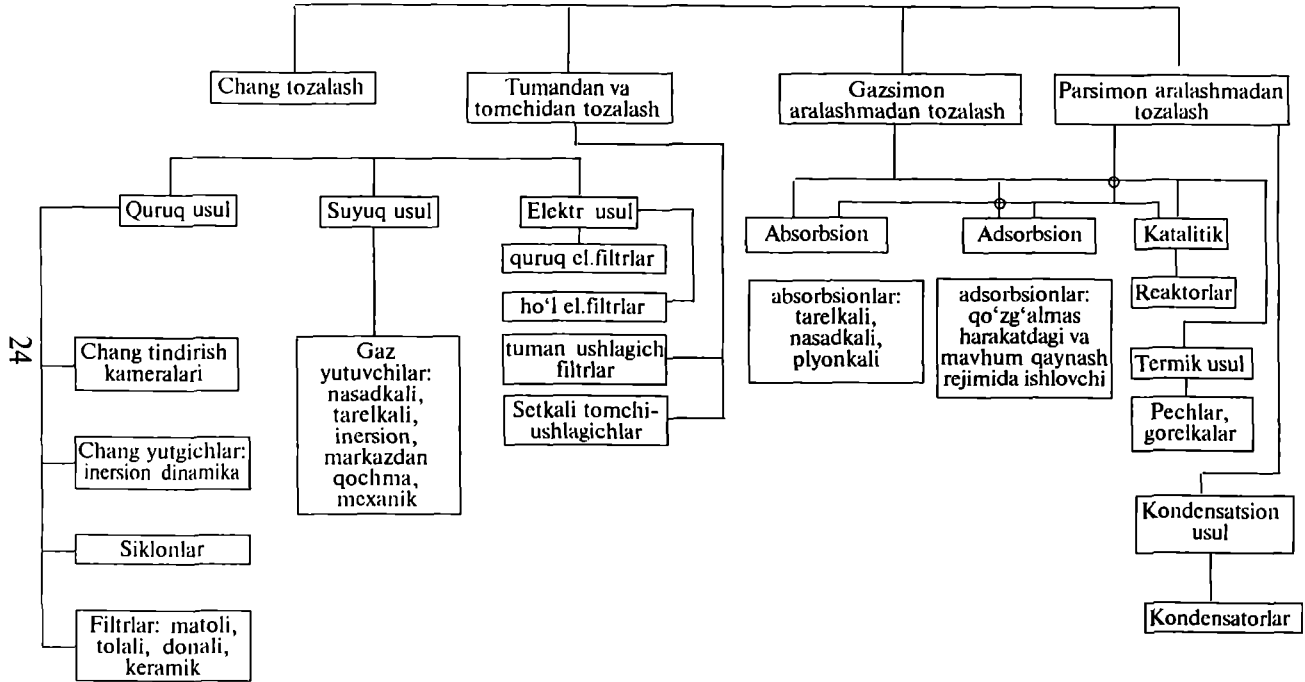 Chang tozalash
Tumandan va
tomchidan tozalash
Gazsimon
aralashmadan tozalash
Parsimon aralashmadan
tozalash
Quruq usul
Suyuq usul
Elektr usul
quruq el.filtrlar
ho‘l el.filtrlar
tuman ushlagich
filtrlar
Setkali tomchi-
ushlagichlar
Absorbsion
Adsorbsion
Katalitik
absorbsionlar:
tarelkali,
nasadkali,
plyonkali
adsorbsionlar:
qo‘zg‘almas
harakatdagi va
mavhum qaynash
rejimida ishlovchi
Reaktorlar
Termik usul
Pechlar,
gorelkalar
Kondensatsion
usul
Kondensatorlar
Chang tindirish
kameralari
Chang yutgichlar:
inersion dinamika
Siklonlar
Filtrlar: matoli,
tolali, donali,
keramik
Gaz
yutuvchilar:
nasadkali,
tarelkali,
inersion,
markazdan
qochma,
mexanik
24